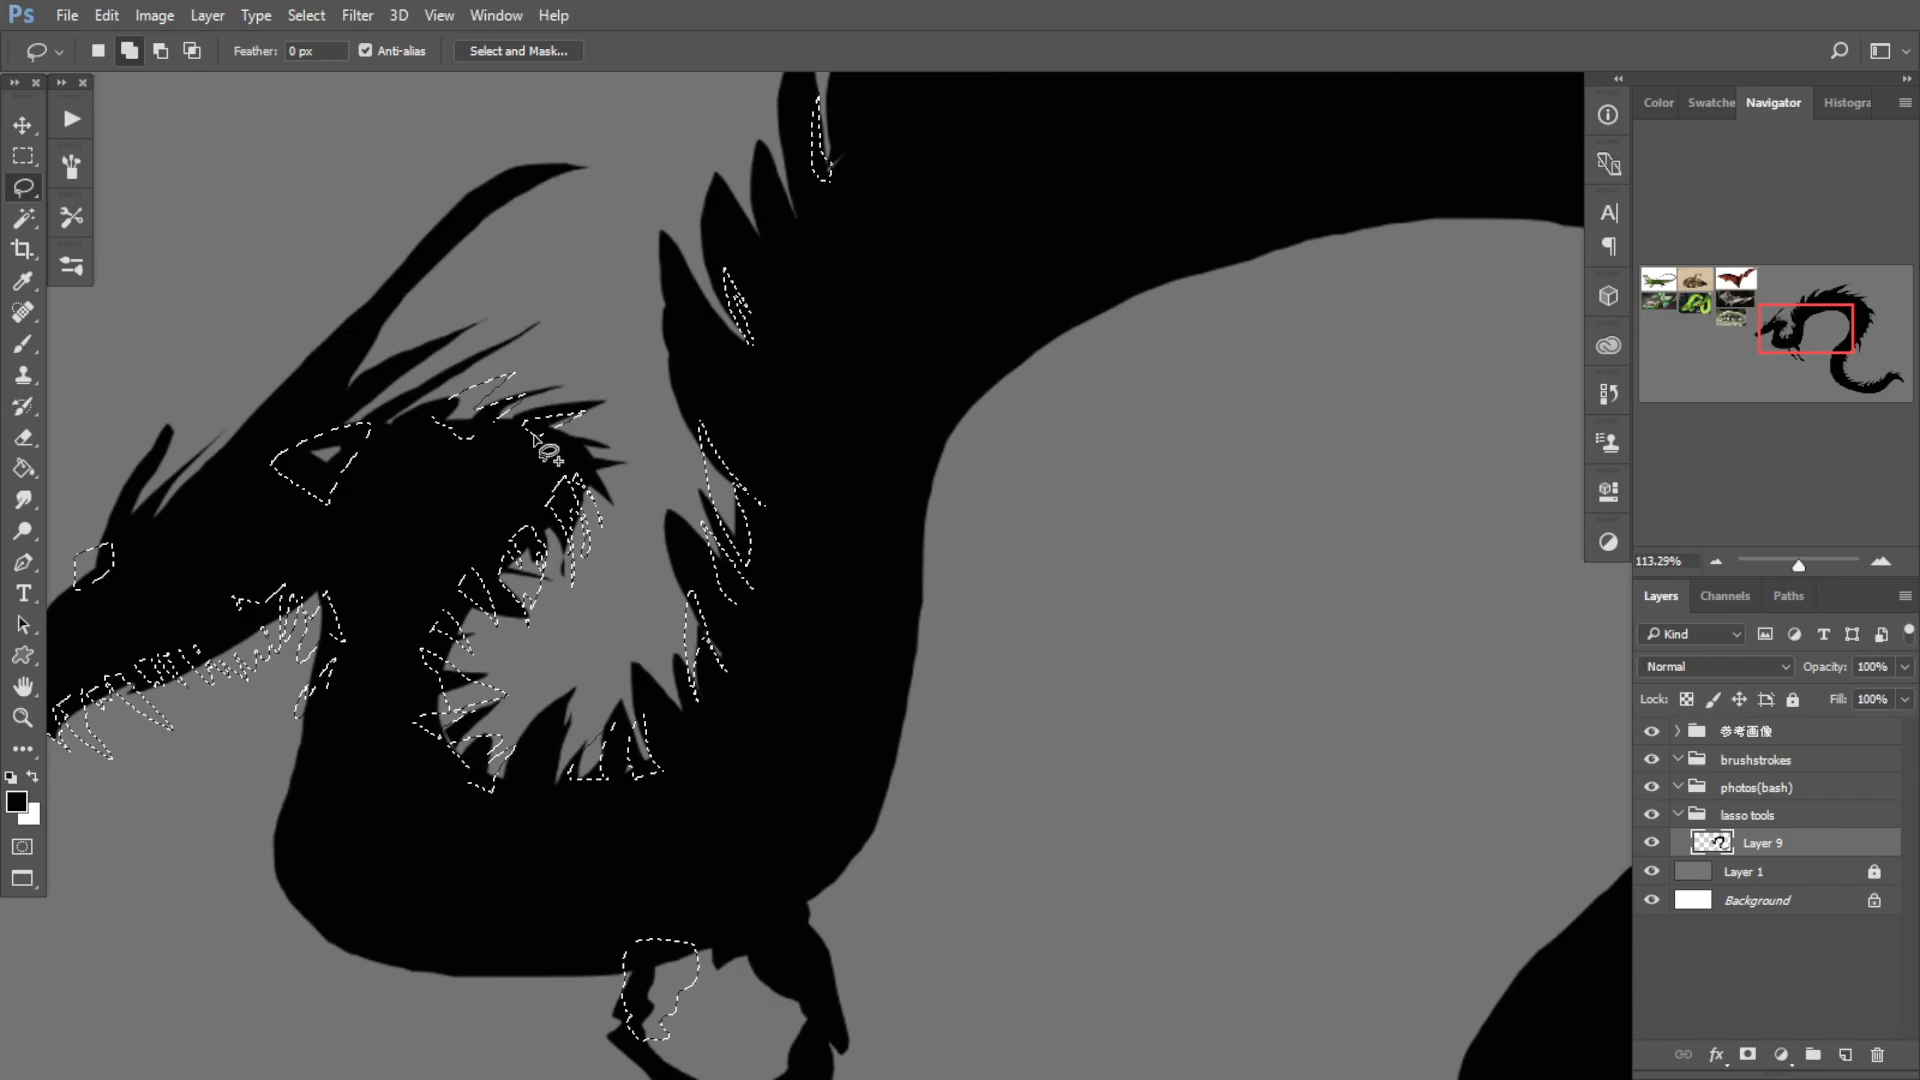 Ps File Edit Image Layer Type Select Filter 3D View Window Help
Feather: 0 px Anti-alias Select and Mask...
Color Swatche Navigator Histogra
113.29%
Layers Channels Paths
Kind
Normal Opacity: 100%
Lock: Fill: 100%
参考画像
brushstrokes
photos(bash)
lasso tools
Layer 9
Layer 1
Background